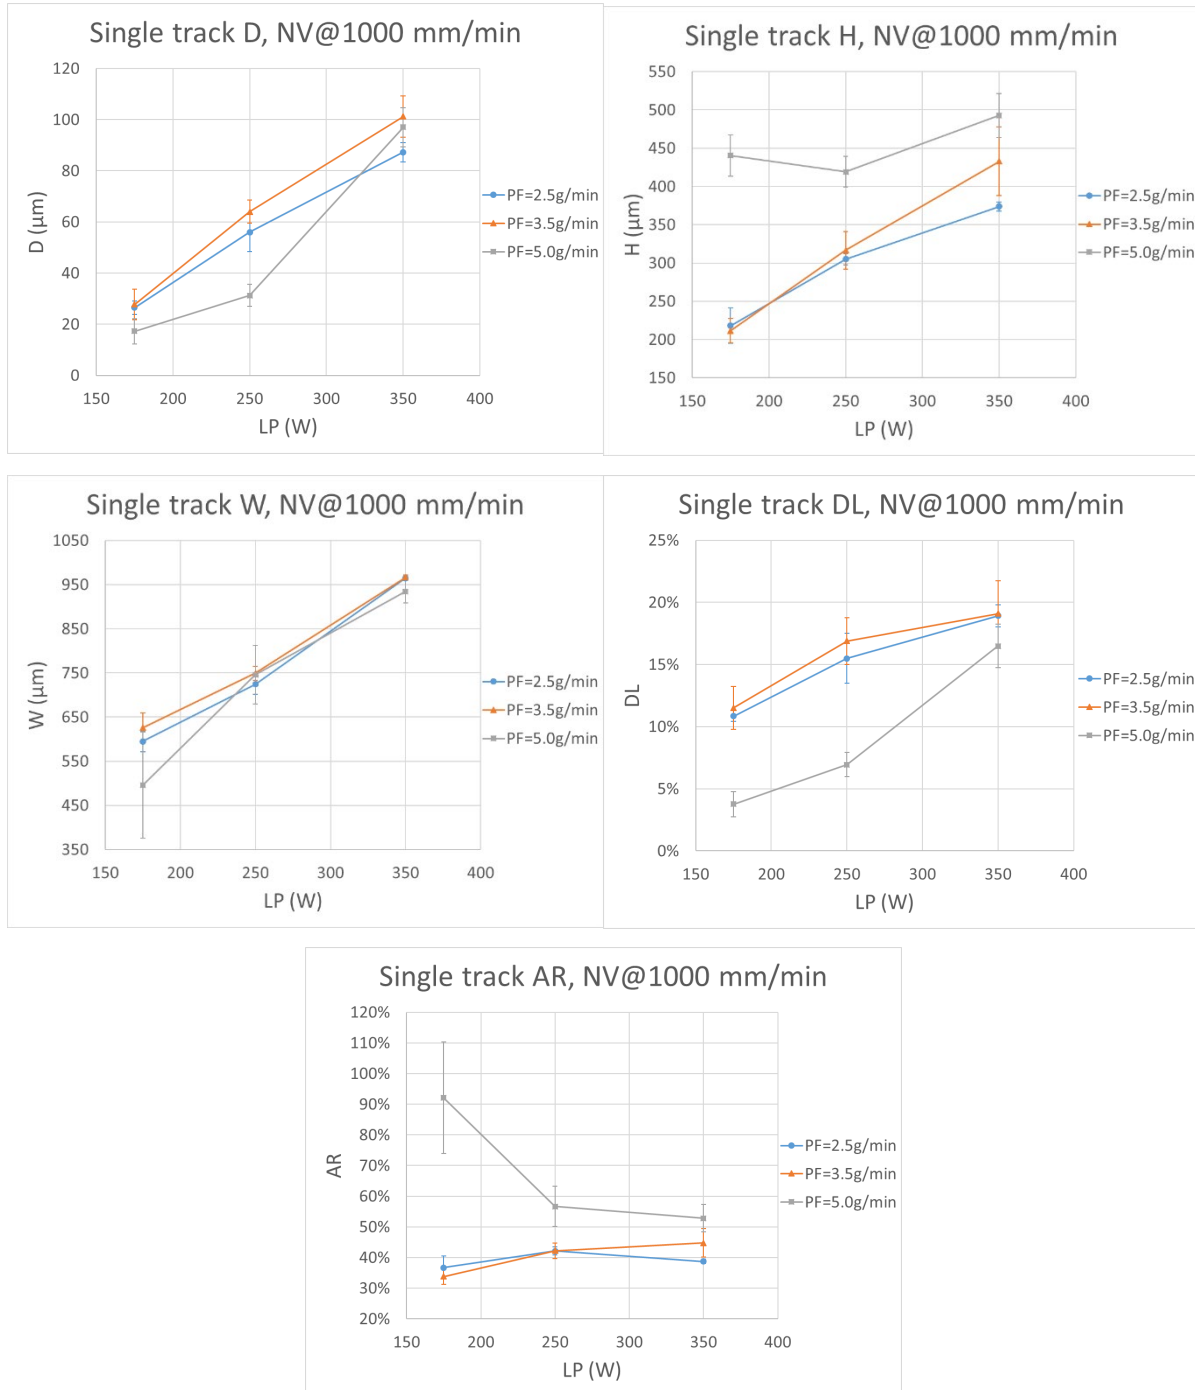 Single track D, NV@1000 mm/min
120
100
80
60
40
20
0
D (μm)
150 200 250 300 350 400
LP (W)
PF=2.5g/min
PF=3.5g/min
PF=5.0g/min
Single track H, NV@1000 mm/min
550
500
450
400
350
300
250
200
150
H (μm)
150 200 250 300 350 400
LP (W)
PF=2.5g/min
PF=3.5g/min
PF=5.0g/min
Single track W, NV@1000 mm/min
1050
950
850
750
650
550
450
350
W (μm)
150 200 250 300 350 400
LP (W)
PF=2.5g/min
PF=3.5g/min
PF=5.0g/min
Single track DL, NV@1000 mm/min
25%
20%
15%
10%
5%
0%
DL
150 200 250 300 350 400
LP (W)
PF=2.5g/min
PF=3.5g/min
PF=5.0g/min
Single track AR, NV@1000 mm/min
120%
110%
100%
90%
80%
70%
60%
50%
40%
30%
20%
AR
150 200 250 300 350 400
LP (W)
PF=2.5g/min
PF=3.5g/min
PF=5.0g/min